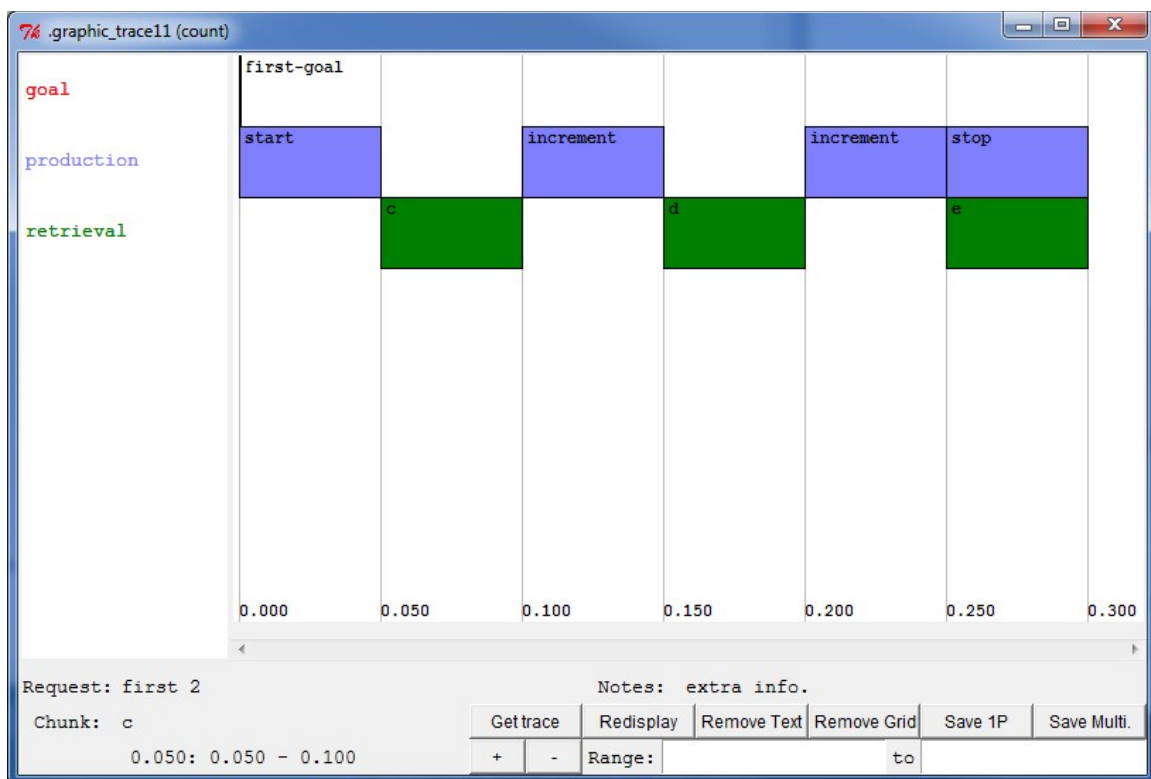 7% .graphic_trace11 (count)
first-goal
goal
start increment increment stop
production
c d e
retrieval
0.000 0.050 0.100 0.150 0.200 0.250 0.300
Request: first 2 Notes: extra info.
Chunk: c Get trace Redisplay Remove Text Remove Grid Save 1P Save Multi.
0.050: 0.050 - 0.100 + - Range: to